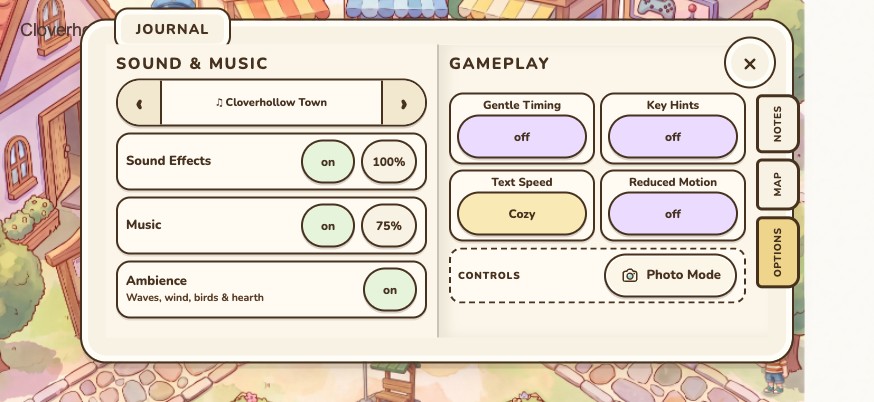 Cloverho
JOURNAL
SOUND & MUSIC
‹ ♫ Cloverhollow Town ›
Sound Effects on 100%
Music on 75%
Ambience on
Waves, wind, birds & hearth
GAMEPLAY
×
Gentle Timing Key Hints
off off
Text Speed Reduced Motion
Cozy off
CONTROLS Photo Mode
NOTES
MAP
OPTIONS